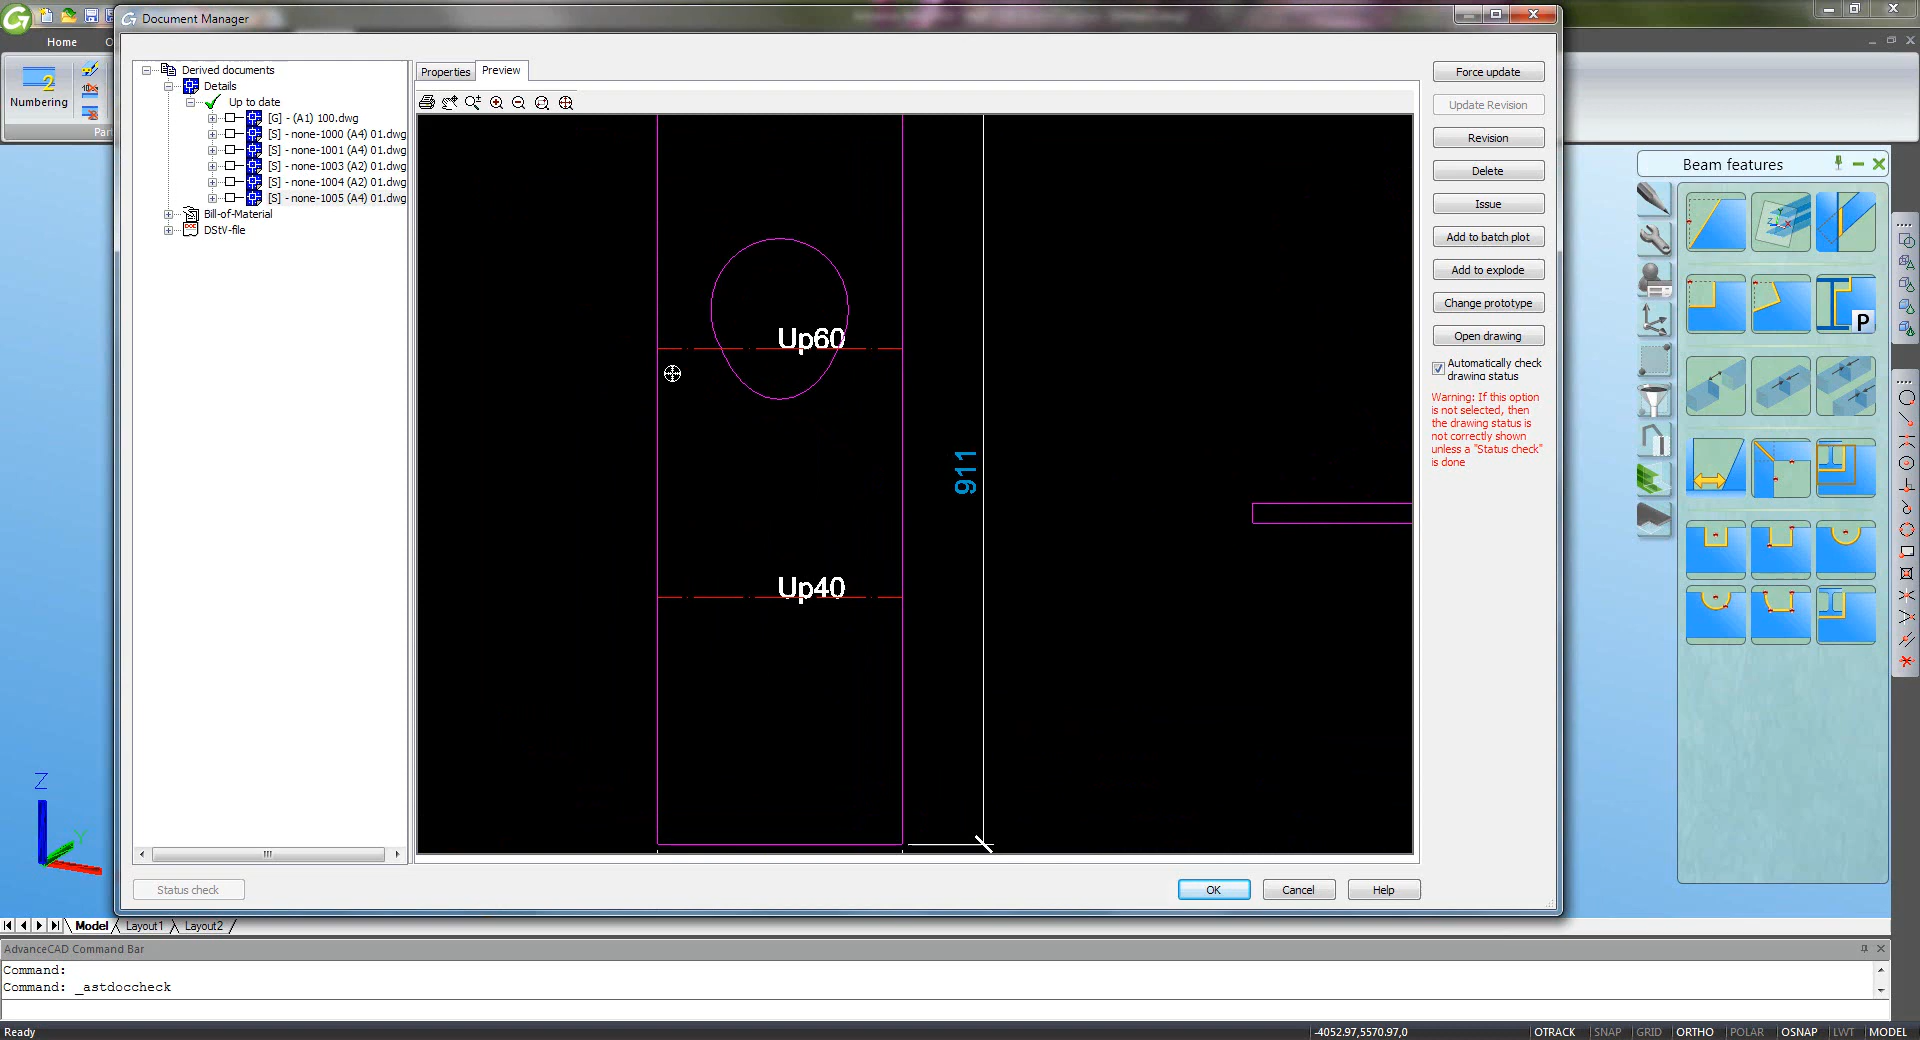 Document Manager
Home
Numbering
Derived documents
Details
Up to date
[G] - (A1) 100.dwg
[S] - none-1000 (A4) 01.dwg
[S] - none-1001 (A4) 01.dwg
[S] - none-1003 (A2) 01.dwg
[S] - none-1004 (A2) 01.dwg
[S] - none-1005 (A4) 01.dwg
Bill-of-Material
DStV-file
Properties
Preview
Up60
911
Up40
Force update
Update Revision
Revision
Delete
Issue
Add to batch plot
Add to explode
Change prototype
Open drawing
Automatically check
drawing status
Warning: If this option
is not selected, then
the drawing status is
not correctly shown
unless a "Status check"
is done
Status check
OK
Cancel
Help
Beam features
P
Z
Y
Model
Layout1
Layout2
AdvanceCAD Command Bar
Command:
Command: _astdoccheck
Ready
-4052.97,5570.97,0
OTRACK
SNAP
GRID
ORTHO
POLAR
OSNAP
LWT
MODEL